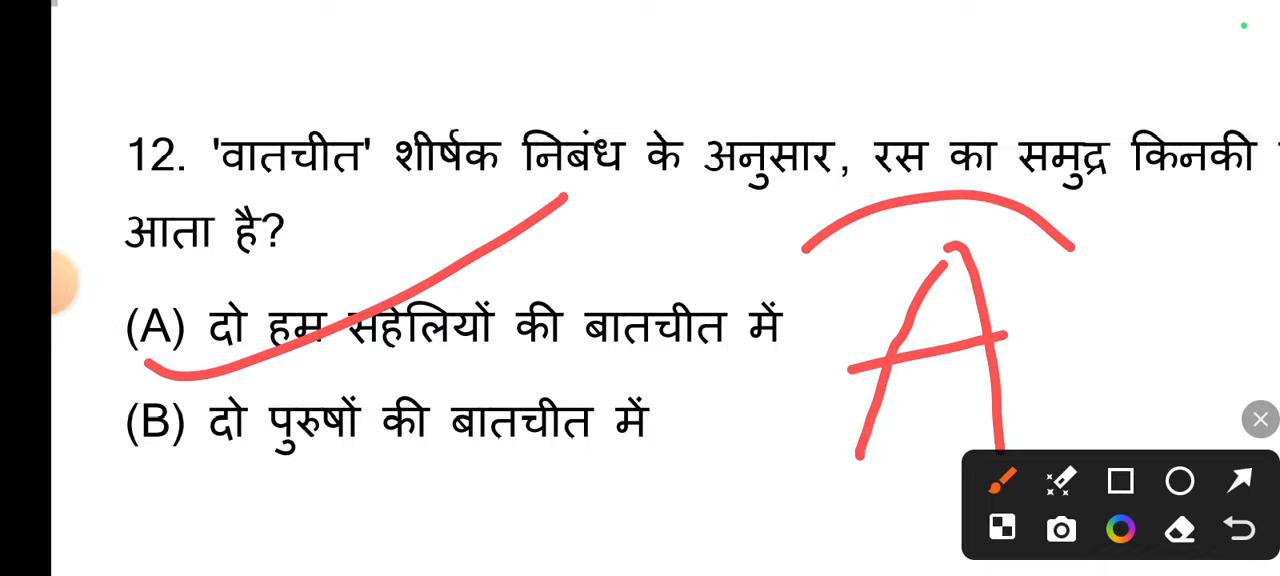 12. 'वातचीत' शीर्षक निबंध के अनुसार, रस का समुद्र किनकी
आता है?
(A) दो हम सहेलियों की बातचीत में
A
(B) दो पुरुषों की बातचीत में